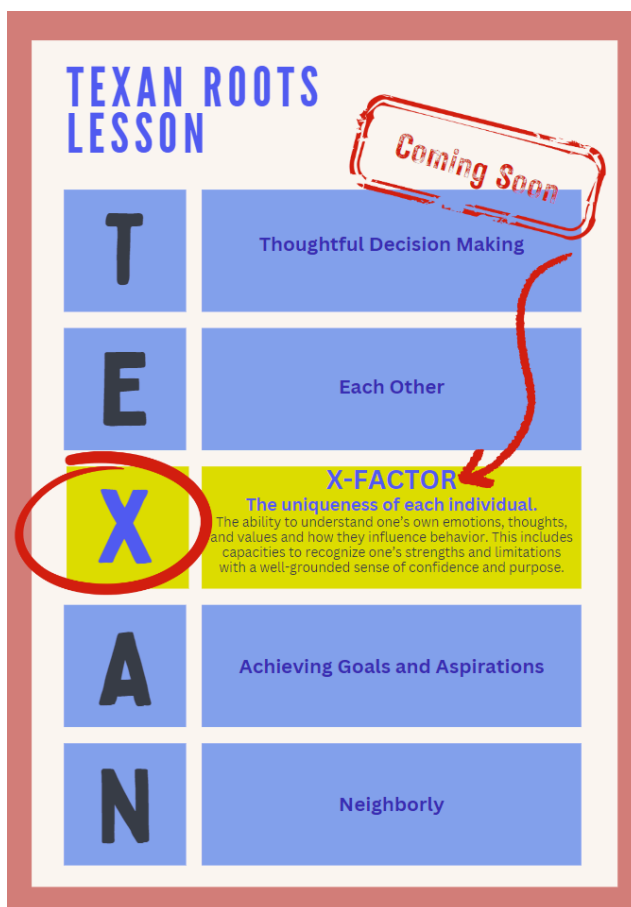 TEXAN ROOTS
LESSON
Coming Soon
T
Thoughtful Decision Making
E
Each Other
X
X-FACTOR
The uniqueness of each individual.
The ability to understand one's own emotions, thoughts,
and values and how they influence behavior. This includes
capacities to recognize one's strengths and limitations
with a well-grounded sense of confidence and purpose.
A
Achieving Goals and Aspirations
N
Neighborly